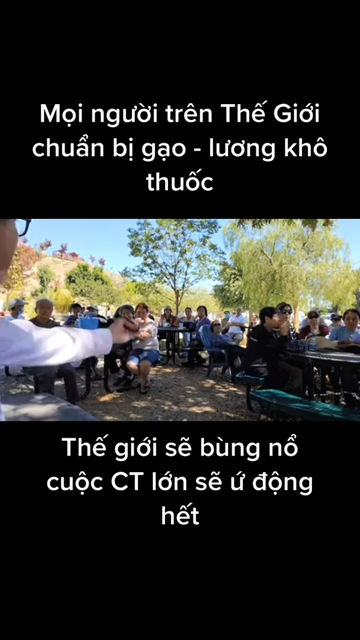 Mọi người trên Thế Giới
chuẩn bị gạo - lương khô
thuốc
Thế giới sẽ bùng nổ
cuộc CT lớn sẽ ứ động
hết